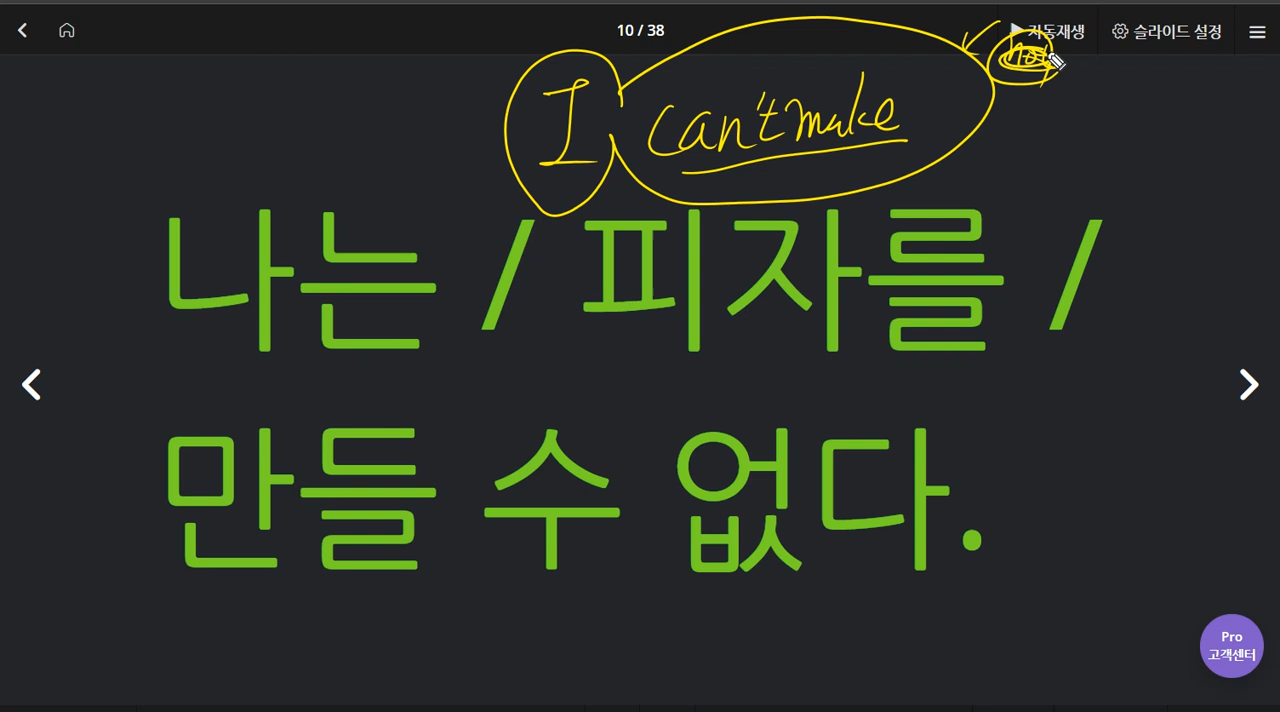 10 / 38
자동재생
슬라이드 설정
not
I can't make
나는 / 피자를 /
만들 수 없다.
Pro
고객센터